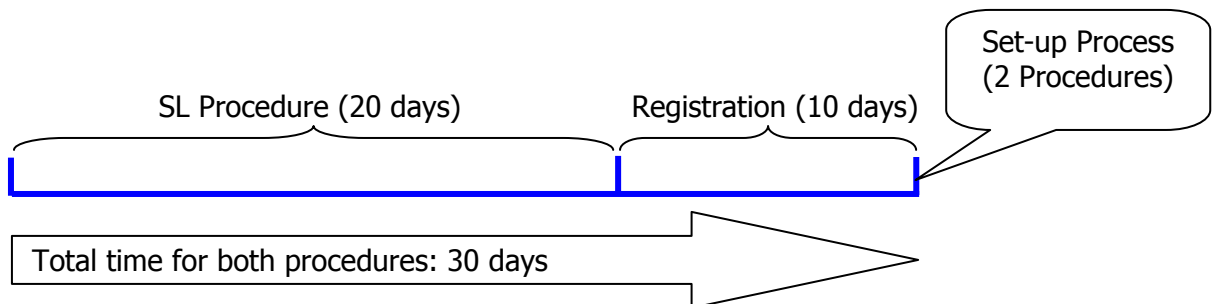 Set-up Process
(2 Procedures)
SL Procedure (20 days)
Registration (10 days)
Total time for both procedures: 30 days